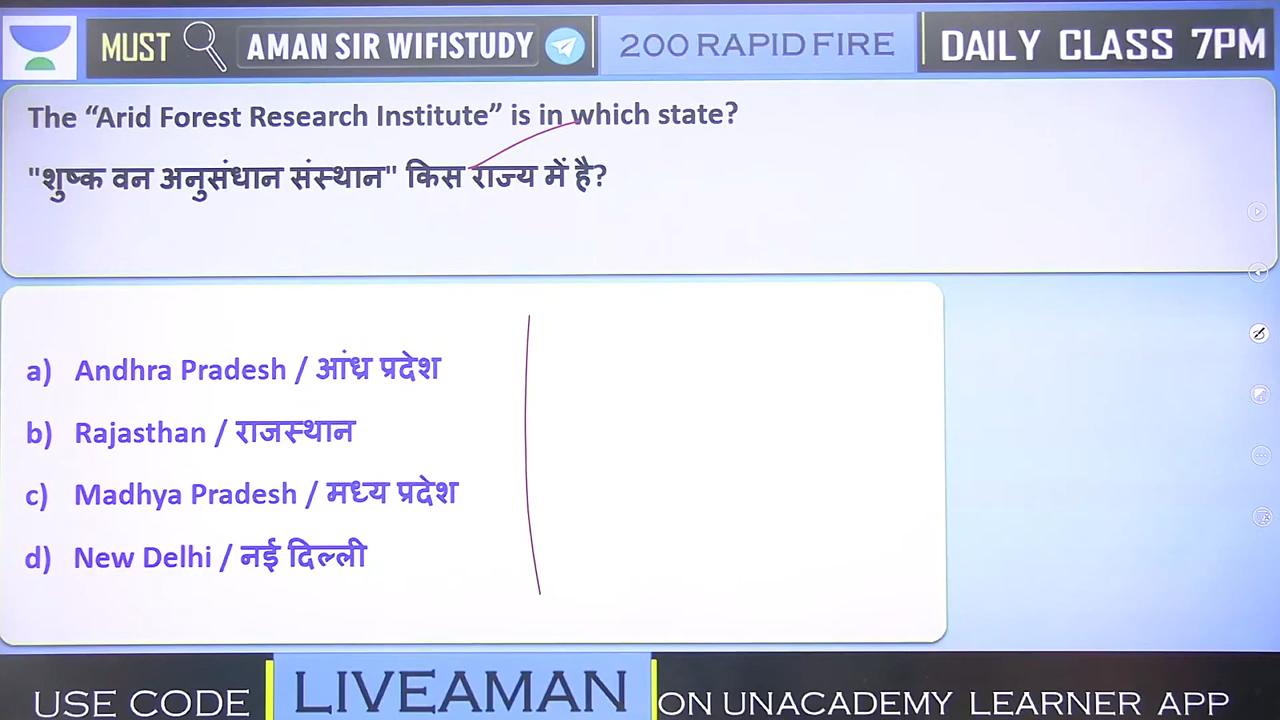 MUST AMAN SIR WIFISTUDY 200 RAPID FIRE DAILY CLASS 7PM
The “Arid Forest Research Institute” is in which state?
"शुष्क वन अनुसंधान संस्थान" किस राज्य में है?
a) Andhra Pradesh / आंध्र प्रदेश
b) Rajasthan / राजस्थान
c) Madhya Pradesh / मध्य प्रदेश
d) New Delhi / नई दिल्ली
USE CODE LIVEAMAN ON UNACADEMY LEARNER APP